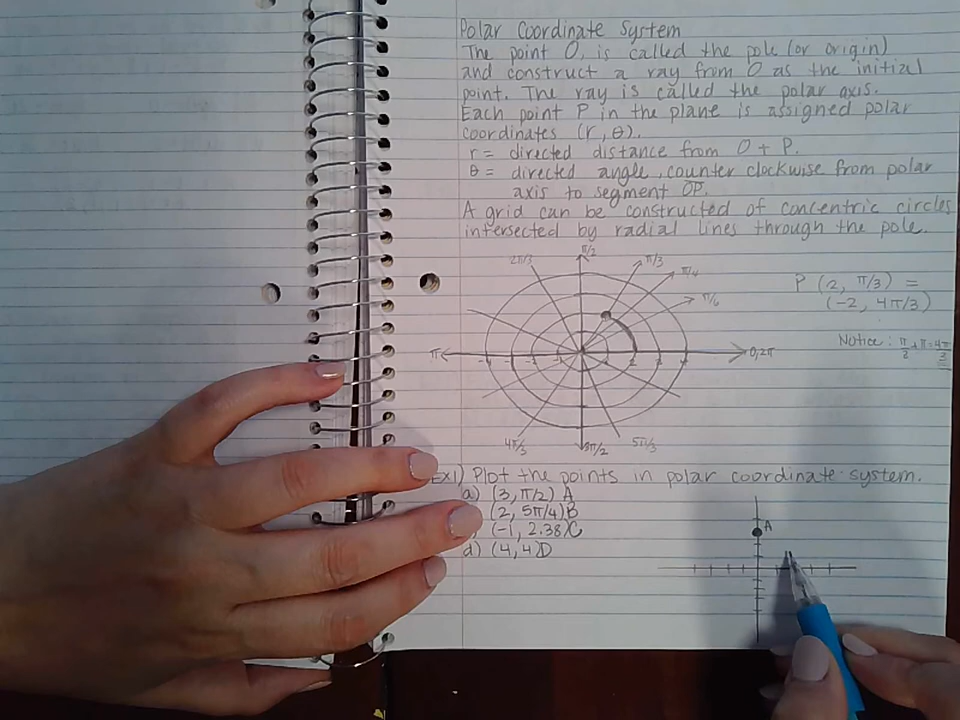 Polar Coordinate System
The point O, is called the pole (or origin)
and construct a ray from O as the initial
point. The ray is called the polar axis.
Each point P in the plane is assigned polar
coordinates (r, θ).
r = directed distance from O + P.
θ = directed angle, counter clockwise from polar
axis to segment OP.
A grid can be constructed of concentric circles
intersected by radial lines through the pole.
2π/3 π/2 π/3
π/4
π/6
P (2, π/3) =
(-2, 4π/3)
Notice: π/2 + π = 4π/3
π 0,2π
4π/3 3π/2 5π/3
Ex1) Plot the points in polar coordinate system.
a) (3, π/2) A
(2, 5π/4) B
) (-1, 2.38) C
d) (4, 4) D
A